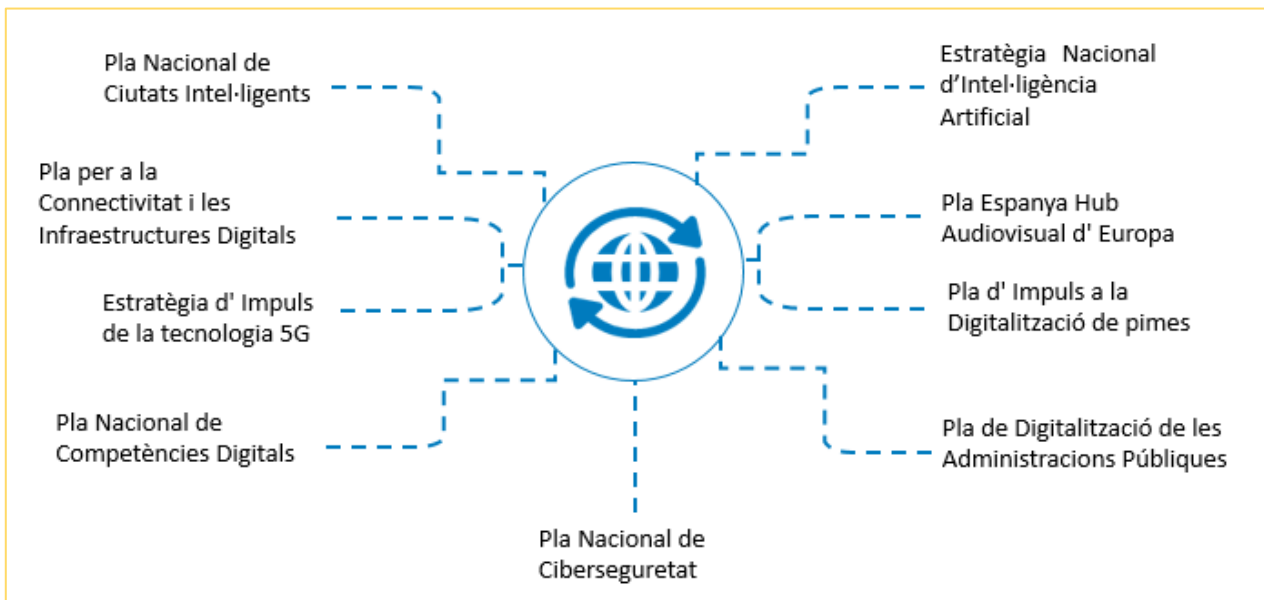 Pla Nacional de
Ciutats Intel·ligents
Pla per a la
Connectivitat i les
Infraestructures Digitals
Estratègia d' Impuls
de la tecnologia 5G
Pla Nacional de
Competències Digitals
Pla Nacional de
Ciberseguretat
Estratègia Nacional
d’Intel·ligència
Artificial
Pla Espanya Hub
Audiovisual d' Europa
Pla d' Impuls a la
Digitalització de pimes
Pla de Digitalització de les
Administracions Públiques